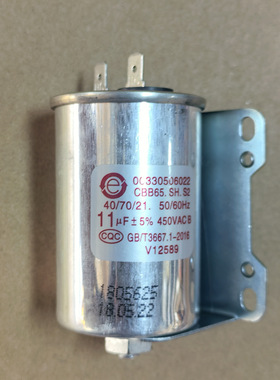 00330506022
CBB65. SH. S2
40/70/21. 50/60Hz
11μF±5% 450VAC B
CQC GB/T3667.1-2016
V12589
1805625
18.05.22